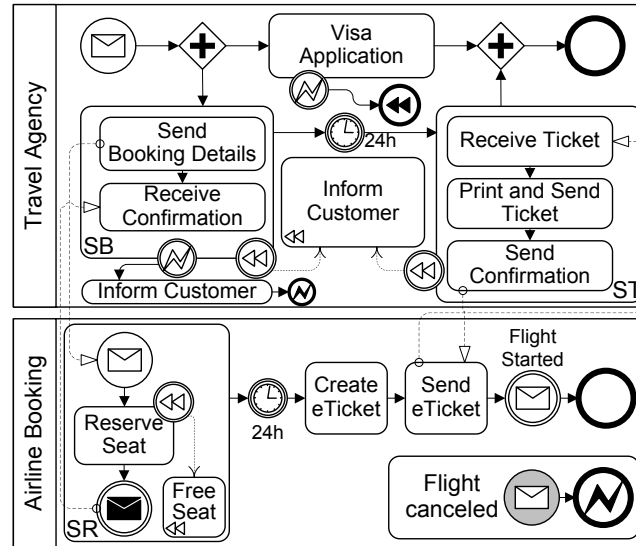 Travel Agency
Visa
Application
Send
Booking Details
Receive
Confirmation
SB
Inform Customer
24h
Inform
Customer
Receive Ticket
Print and Send
Ticket
Send
Confirmation
ST
Airline Booking
Reserve
Seat
SR
Free
Seat
24h
Create
eTicket
Send
eTicket
Flight
Started
Flight
canceled